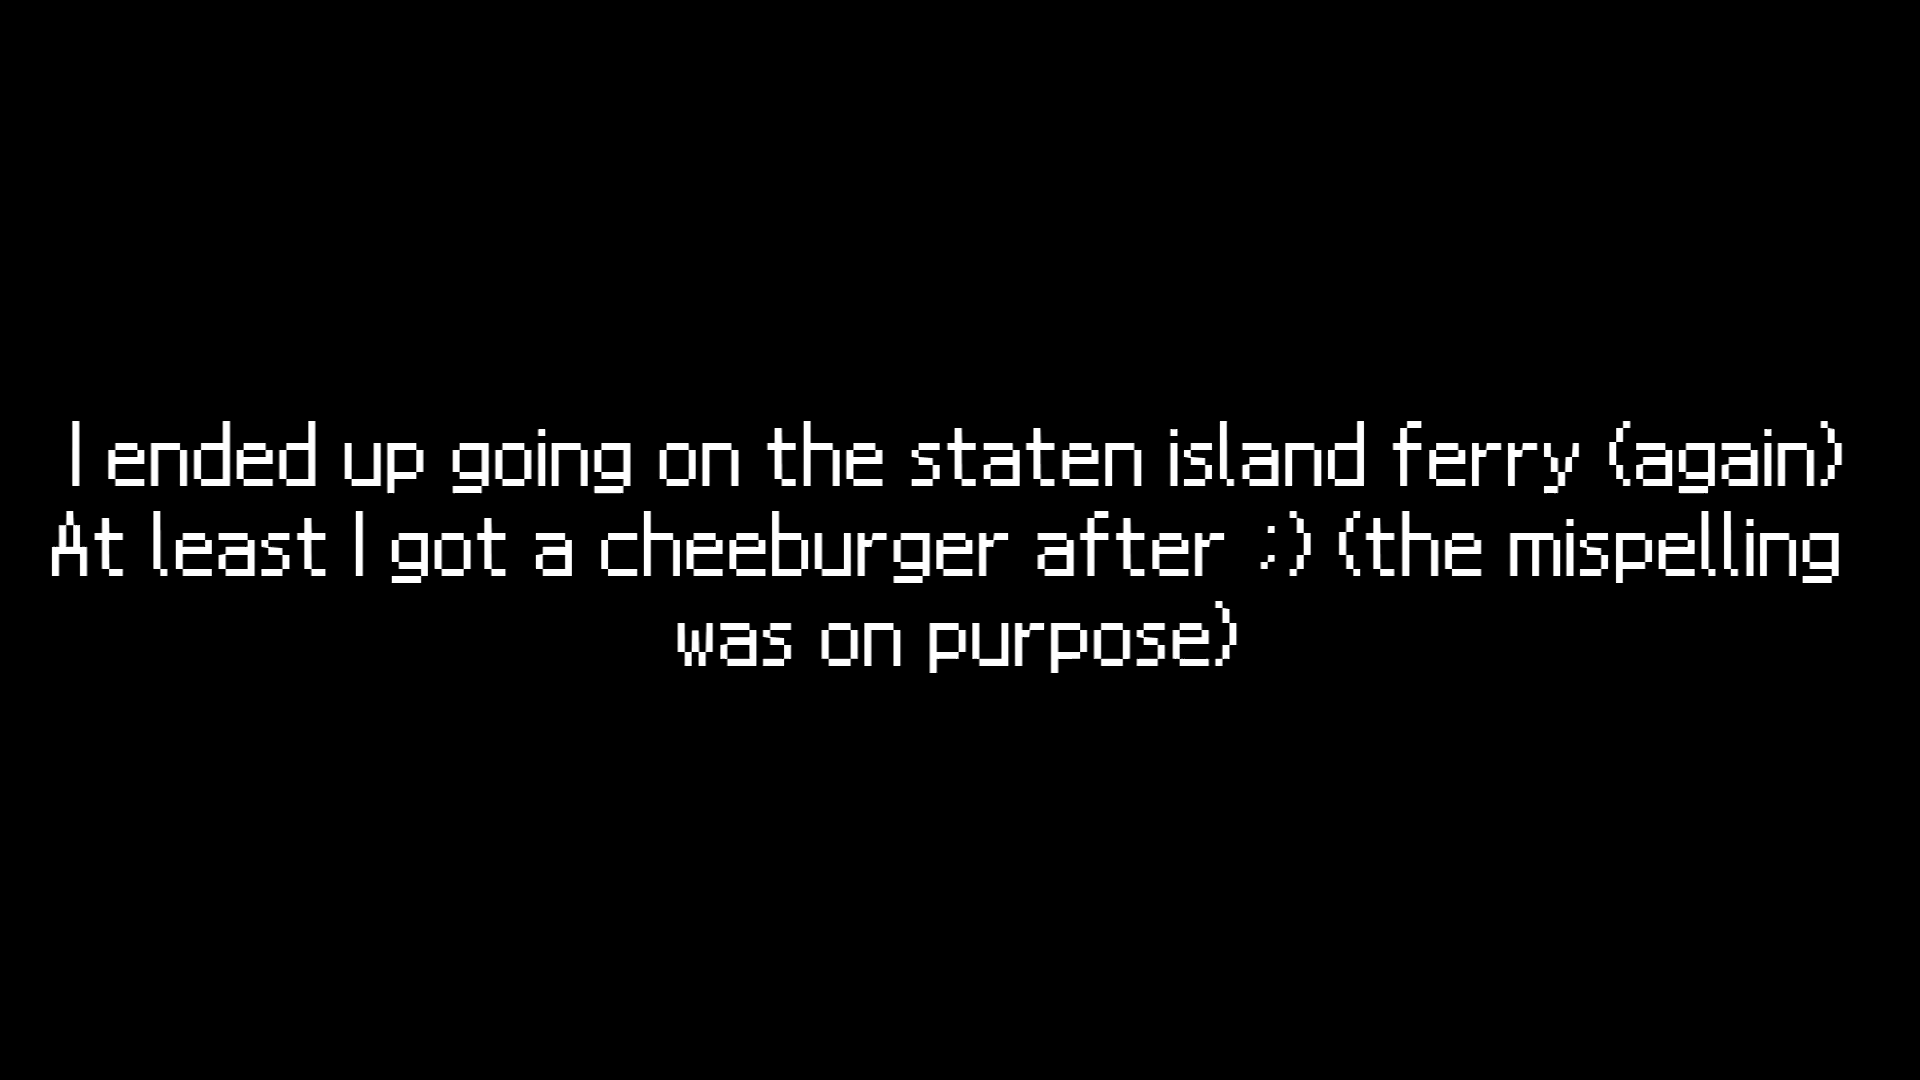 I ended up going on the staten island ferry (again)
At least I got a cheeburger after ;) (the mispelling
was on purpose)